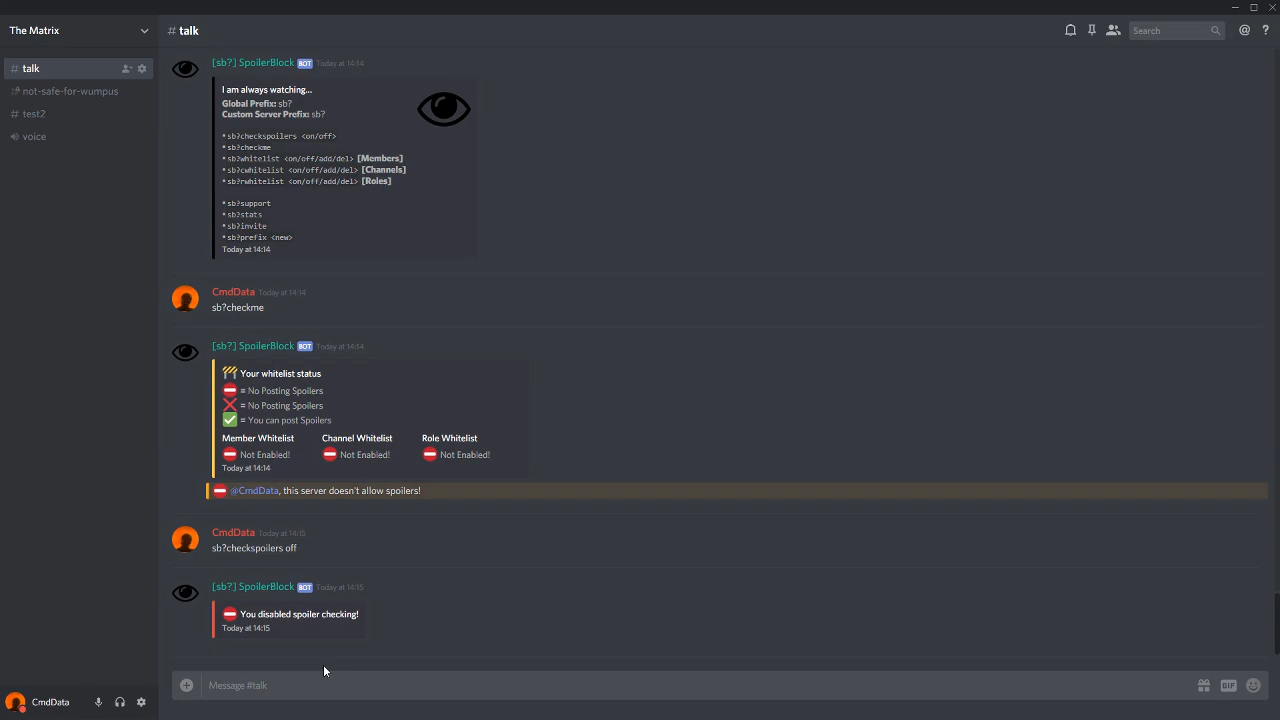 The Matrix
# talk
Search
@
?
# talk
not-safe-for-wumpus
# test2
voice
[sb?] SpoilerBlock BOT Today at 14:14
I am always watching...
Global Prefix: sb?
Custom Server Prefix: sb?
• sb?checkspoilers <on/off>
• sb?checkme
• sb?whitelist <on/off/add/del> [Members]
• sb?cwhitelist <on/off/add/del> [Channels]
• sb?rwhitelist <on/off/add/del> [Roles]
• sb?support
• sb?stats
• sb?invite
• sb?prefix <new>
Today at 14:14
CmdData Today at 14:14
sb?checkme
[sb?] SpoilerBlock BOT Today at 14:14
Your whitelist status
= No Posting Spoilers
= No Posting Spoilers
= You can post Spoilers
Member Whitelist Channel Whitelist Role Whitelist
Not Enabled! Not Enabled! Not Enabled!
Today at 14:14
@CmdData, this server doesn't allow spoilers!
CmdData Today at 14:15
sb?checkspoilers off
[sb?] SpoilerBlock BOT Today at 14:15
You disabled spoiler checking!
Today at 14:15
Message #talk
GIF
CmdData